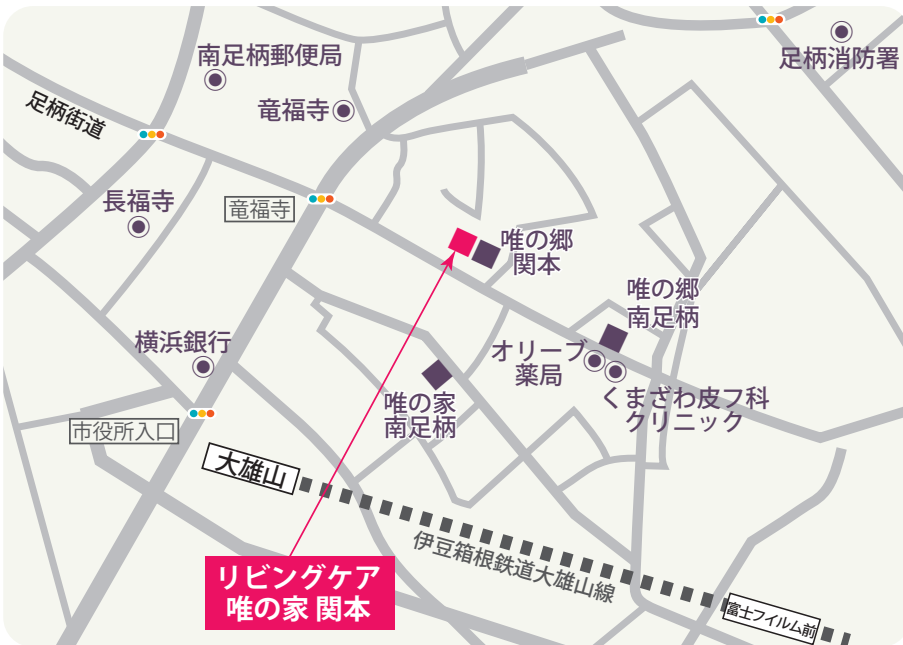 南足柄郵便局
足柄消防署
足柄街道
竜福寺
長福寺
竜福寺
唯の郷
関本
唯の郷
南足柄
横浜銀行
オリーブ
薬局
唯の家
南足柄
くまざわ皮フ科
クリニック
市役所入口
大雄山
伊豆箱根鉄道大雄山線
リビングケア
唯の家 関本
富士フイルム前